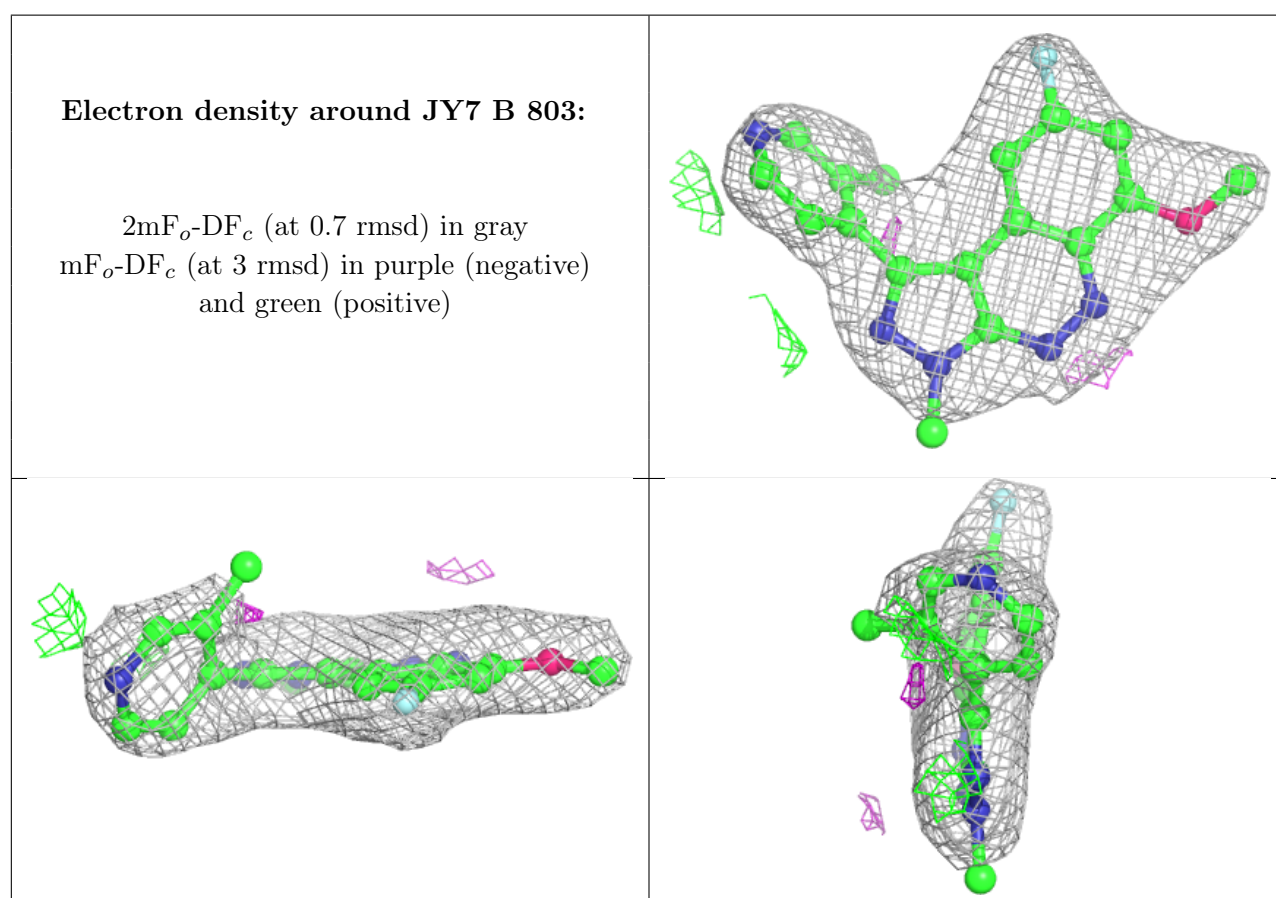 Electron density around JY7 B 803:
2mFo-DFc (at 0.7 rmsd) in gray
mFo-DFc (at 3 rmsd) in purple (negative)
and green (positive)